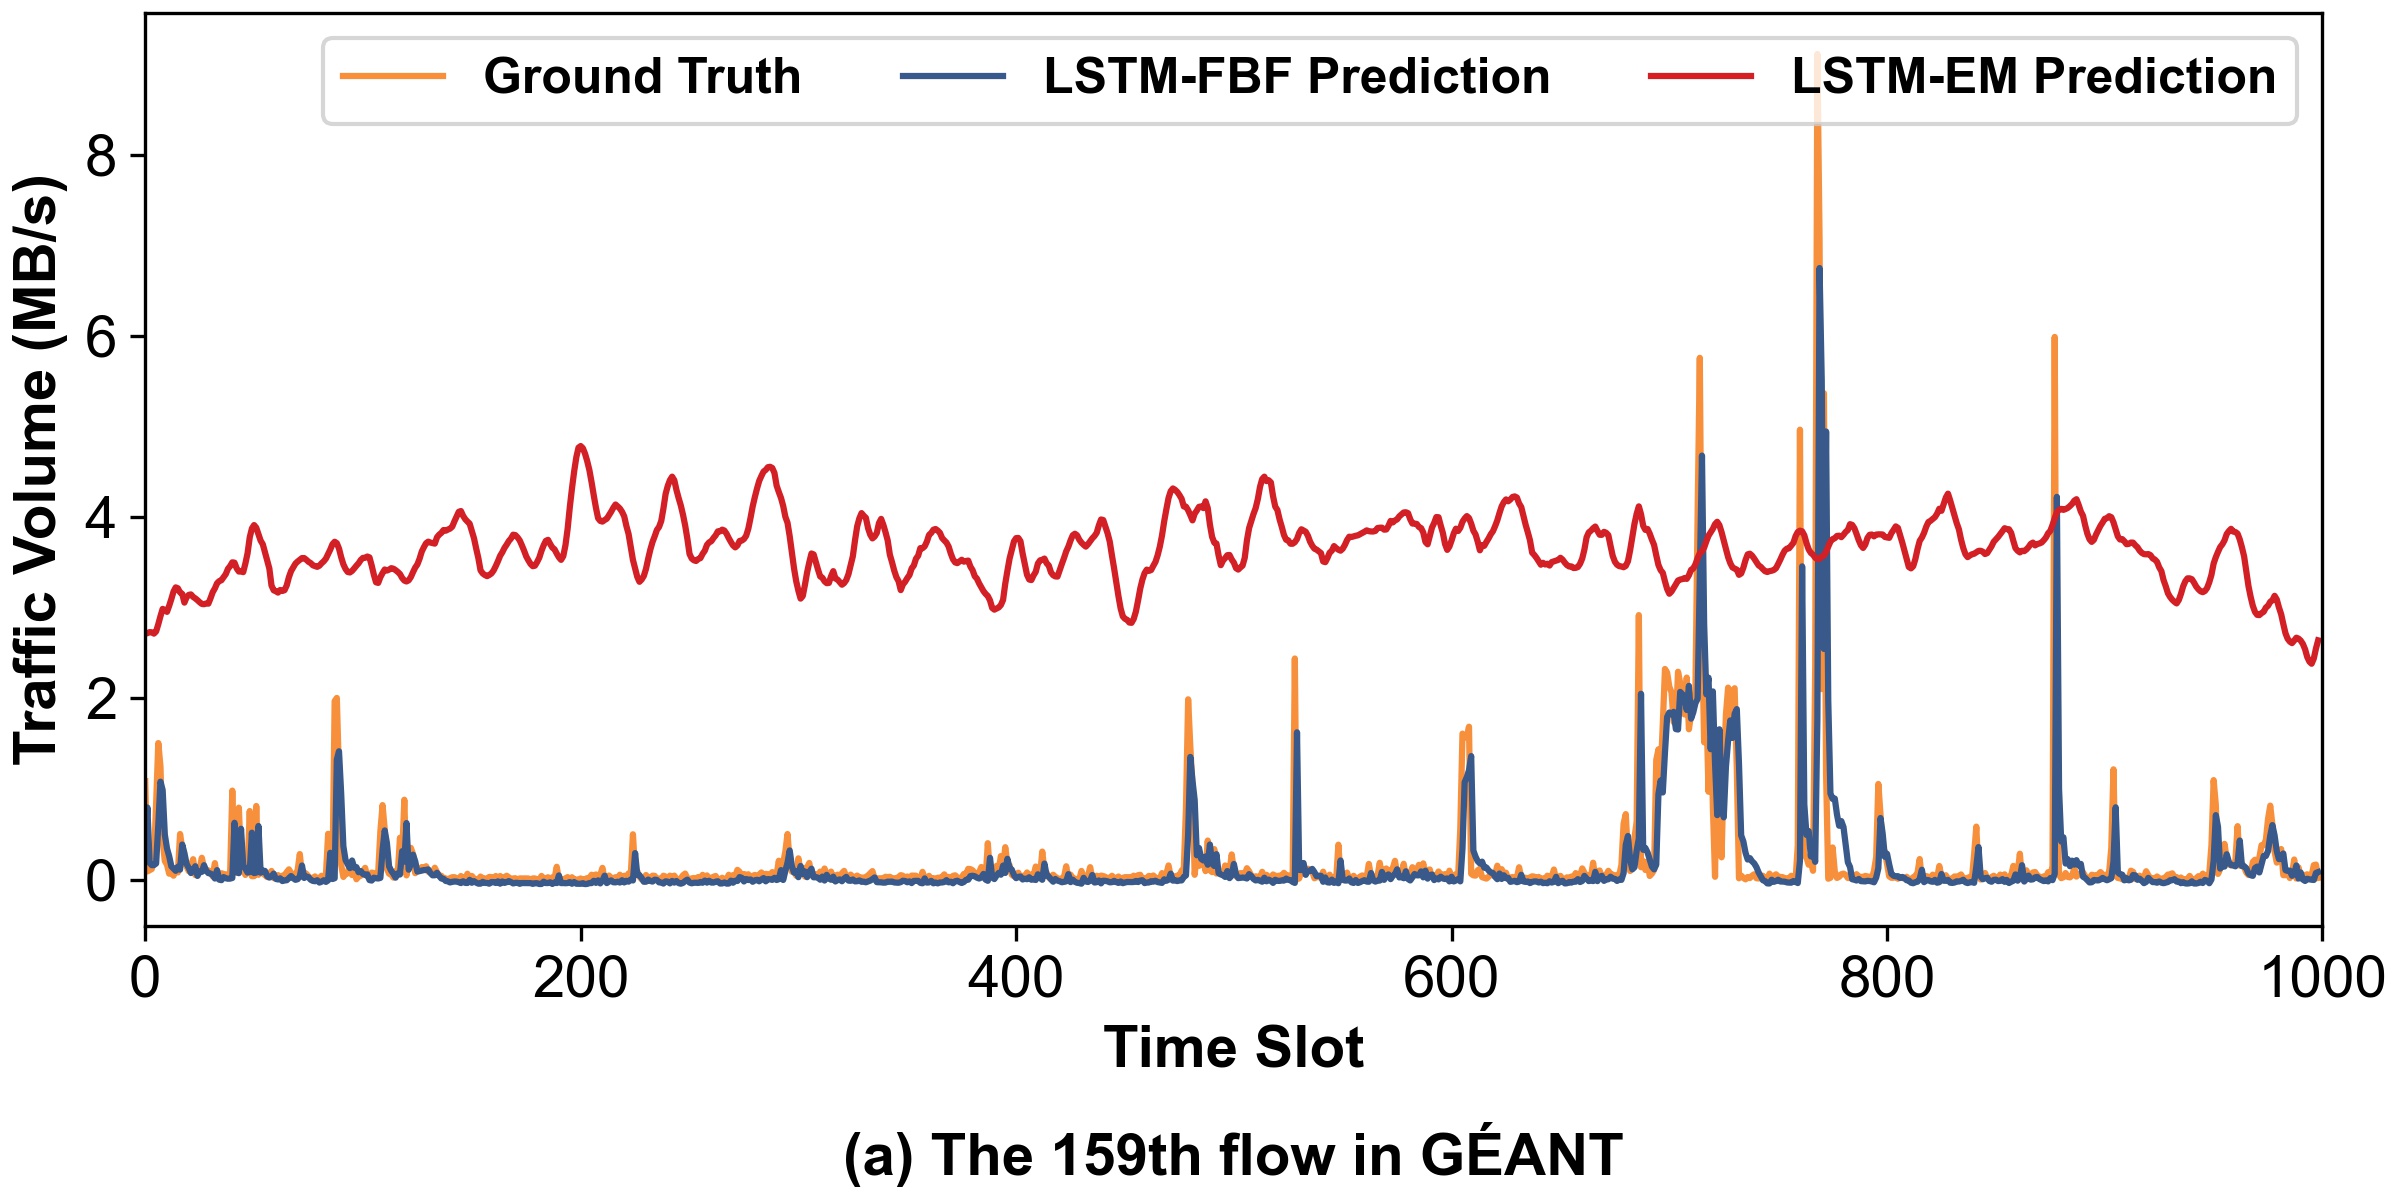 Ground Truth LSTM-FBF Prediction LSTM-EM Prediction
Traffic Volume (MB/s)
8
6
4
2
0
0 200 400 600 800 1000
Time Slot
(a) The 159th flow in GÉANT